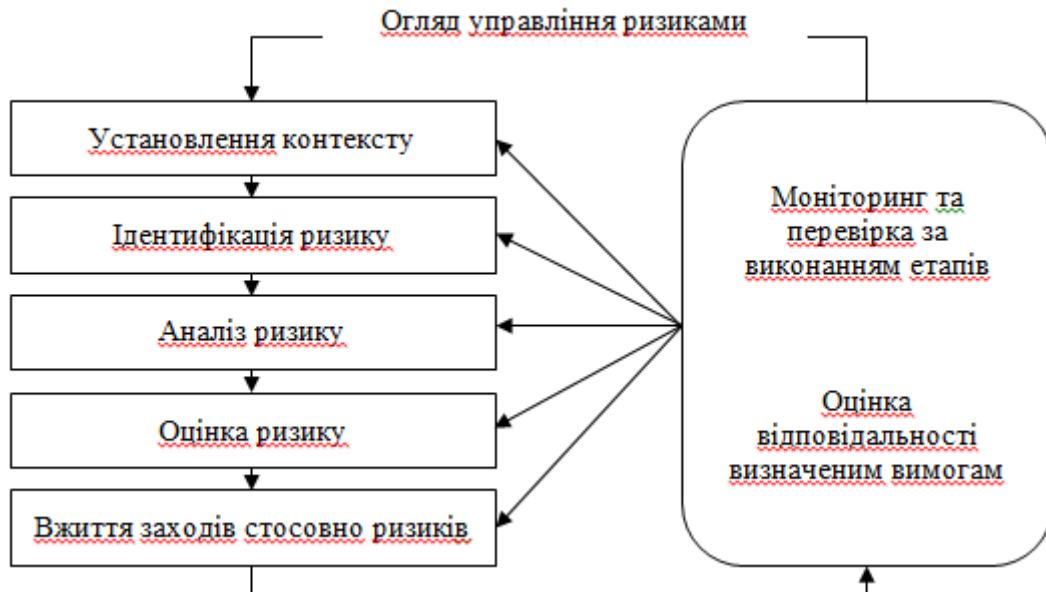 Огляд управління ризиками
Установлення контексту
Ідентифікація ризику
Аналіз ризику
Оцінка ризику
Вжиття заходів стосовно ризиків
Моніторинг та
перевірка за
виконанням етапів
Оцінка
відповідальності
визначеним вимогам